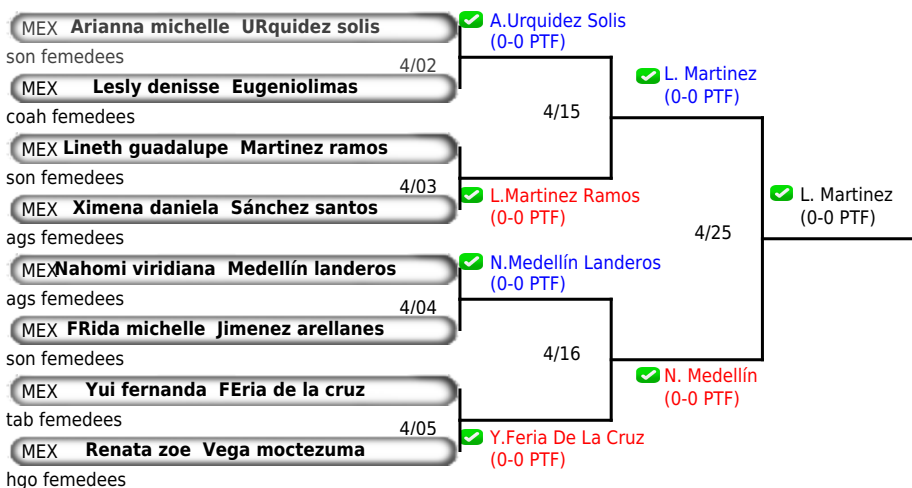 MEX Arianna michelle URquidez solis
son femedees
4/02
MEX Lesly denisse Eugeniolimas
coah femedees
MEX Lineth guadalupe Martinez ramos
son femedees
4/03
MEX Ximena daniela Sánchez santos
ags femedees
MEX Nahomi viridiana Medellín landeros
ags femedees
4/04
MEX FRida michelle Jimenez arellanes
son femedees
MEX Yui fernanda FEria de la cruz
tab femedees
4/05
MEX Renata zoe Vega moctezuma
hgo femedees
A.Urquidez Solis
(0-0 PTF)
4/15
L.Martinez Ramos
(0-0 PTF)
N.Medellín Landeros
(0-0 PTF)
4/16
Y.Feria De La Cruz
(0-0 PTF)
L. Martinez
(0-0 PTF)
4/25
N. Medellín
(0-0 PTF)
L. Martinez
(0-0 PTF)